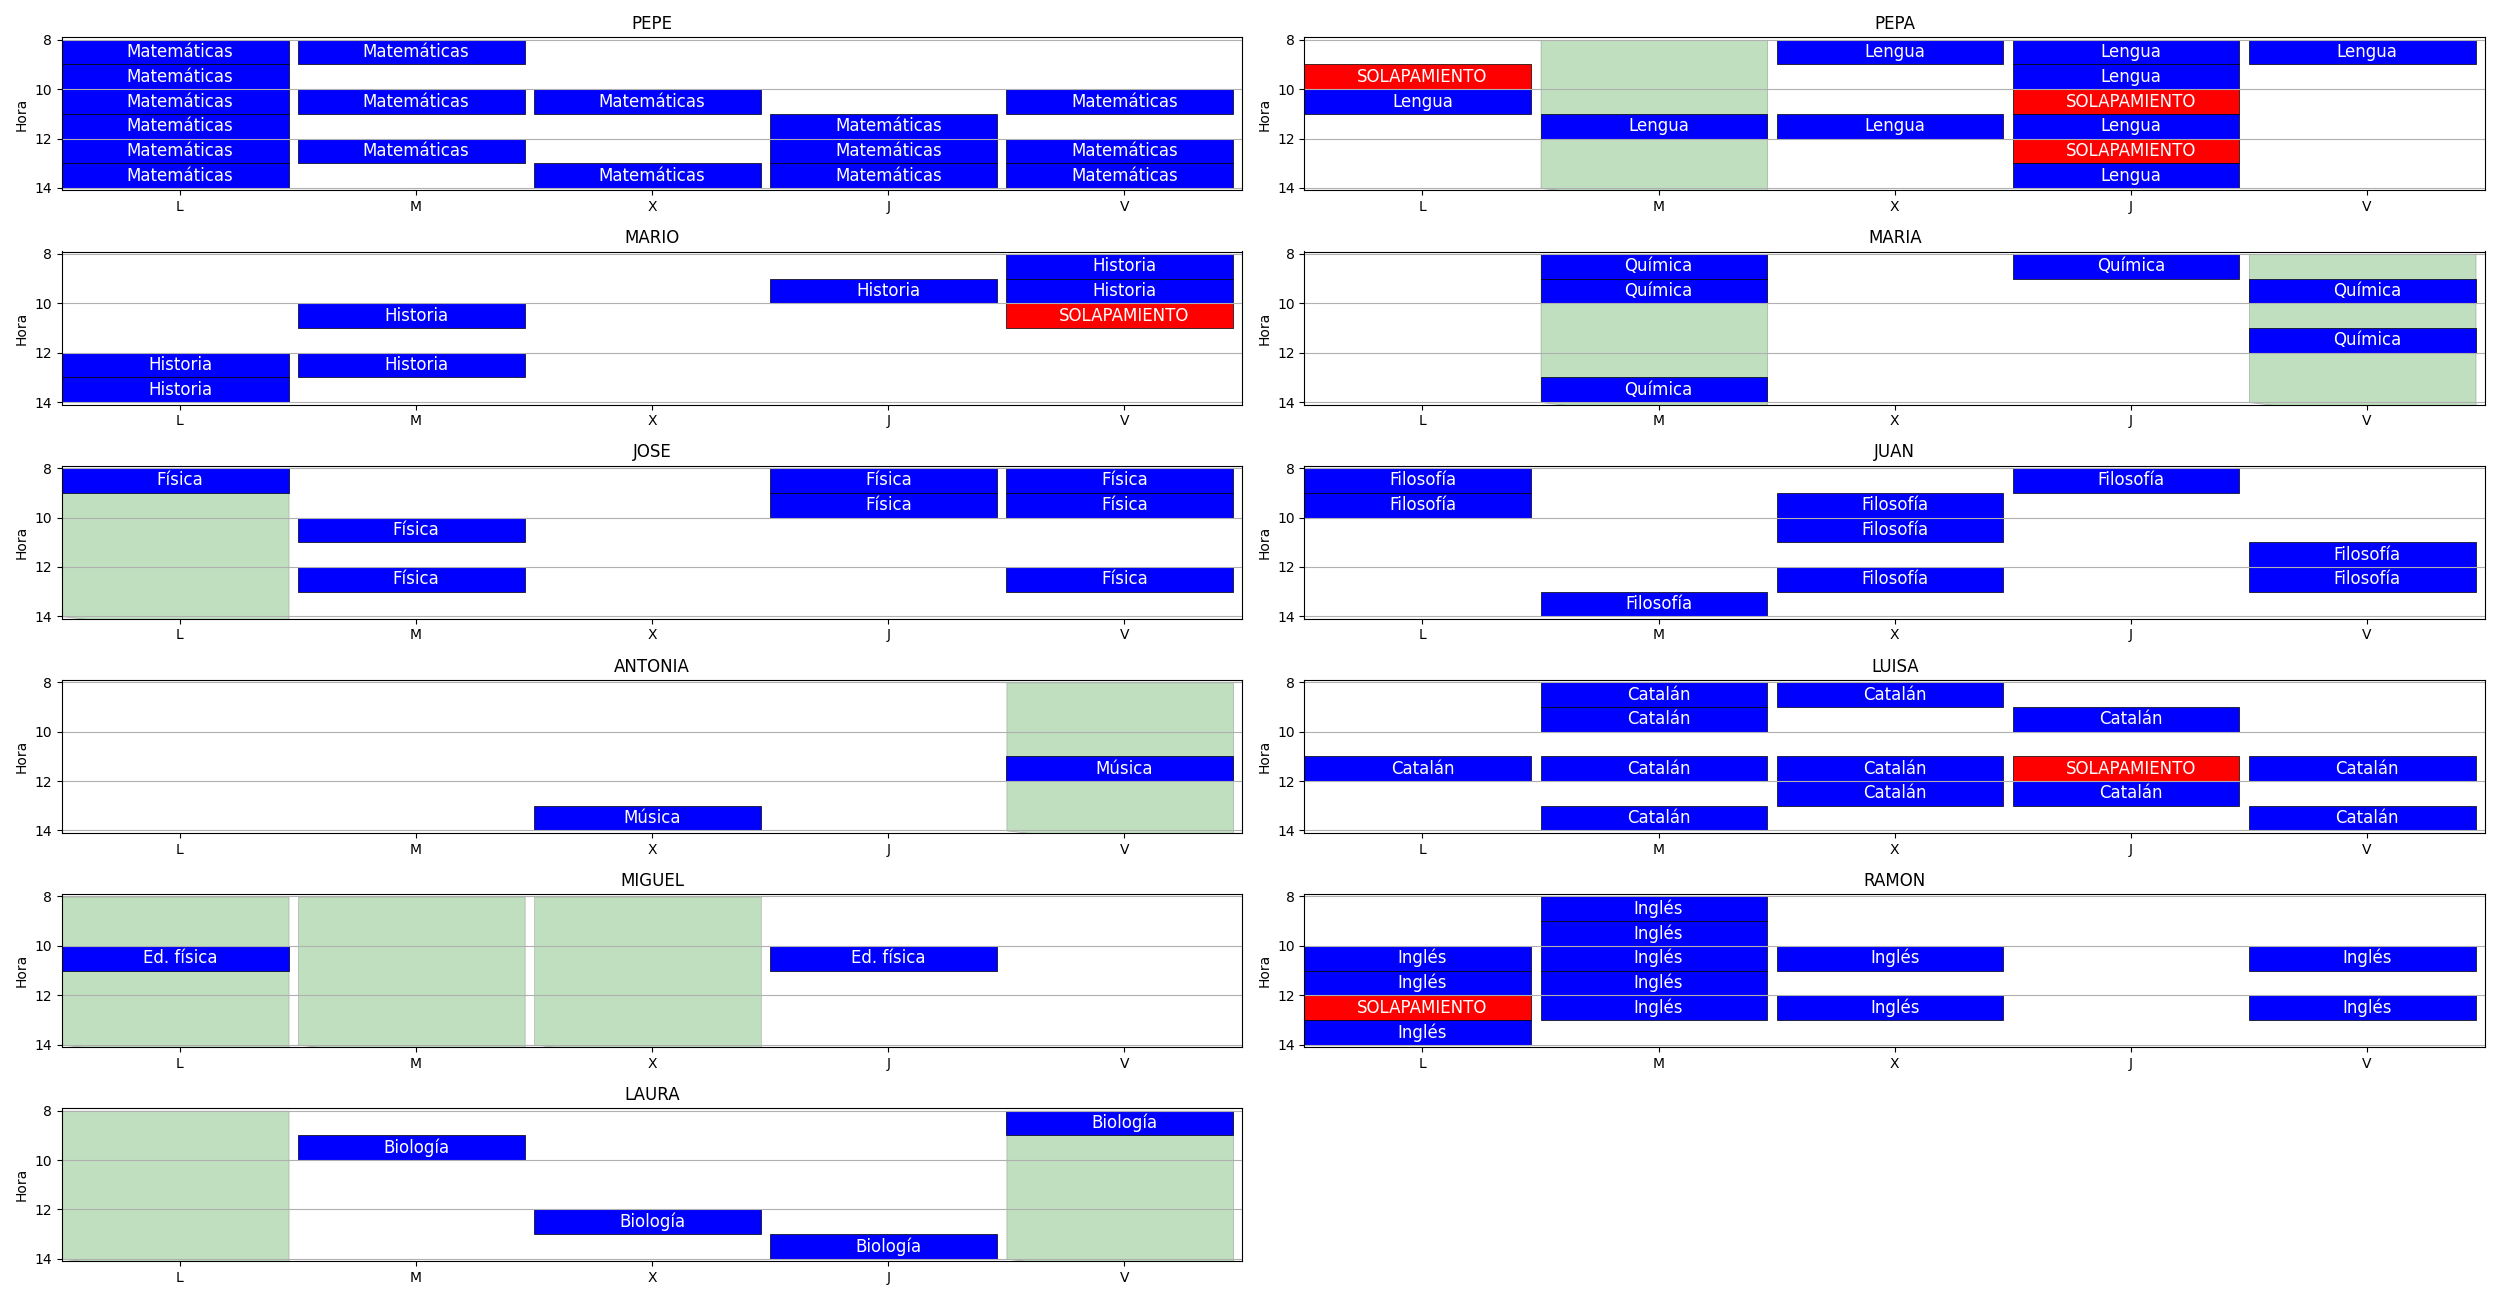 PEPE
8 Matemáticas Matemáticas
Matemáticas
10 Matemáticas Matemáticas Matemáticas Matemáticas
Matemáticas Matemáticas
12 Matemáticas Matemáticas Matemáticas Matemáticas
Matemáticas Matemáticas Matemáticas Matemáticas
14
Hora
L M X J V
PEPA
8 Lengua Lengua Lengua
SOLAPAMIENTO Lengua
10 Lengua SOLAPAMIENTO
Lengua Lengua Lengua
12 SOLAPAMIENTO
Lengua
14
Hora
L M X J V
MARIO
8 Historia
Historia Historia
10 Historia SOLAPAMIENTO
12 Historia Historia
Historia
14
Hora
L M X J V
MARIA
8 Química Química
Química Química
10
Química
12
Química
14
Hora
L M X J V
JOSE
8 Física Física Física
Física Física
10 Física
12 Física Física
14
Hora
L M X J V
JUAN
8 Filosofía Filosofía
Filosofía Filosofía
10 Filosofía
Filosofía
12 Filosofía Filosofía
Filosofía
14
Hora
L M X J V
ANTONIA
8
10
Música
12
Música
14
Hora
L M X J V
LUISA
8 Catalán Catalán
Catalán Catalán
10
Catalán Catalán Catalán SOLAPAMIENTO Catalán
12 Catalán Catalán
Catalán Catalán
14
Hora
L M X J V
MIGUEL
8
10 Ed. física Ed. física
12
14
Hora
L M X J V
RAMON
8 Inglés
Inglés
10 Inglés Inglés Inglés Inglés
Inglés Inglés
12 SOLAPAMIENTO Inglés Inglés Inglés
Inglés
14
Hora
L M X J V
LAURA
8 Biología
Biología
10
12 Biología
Biología
14
Hora
L M X J V